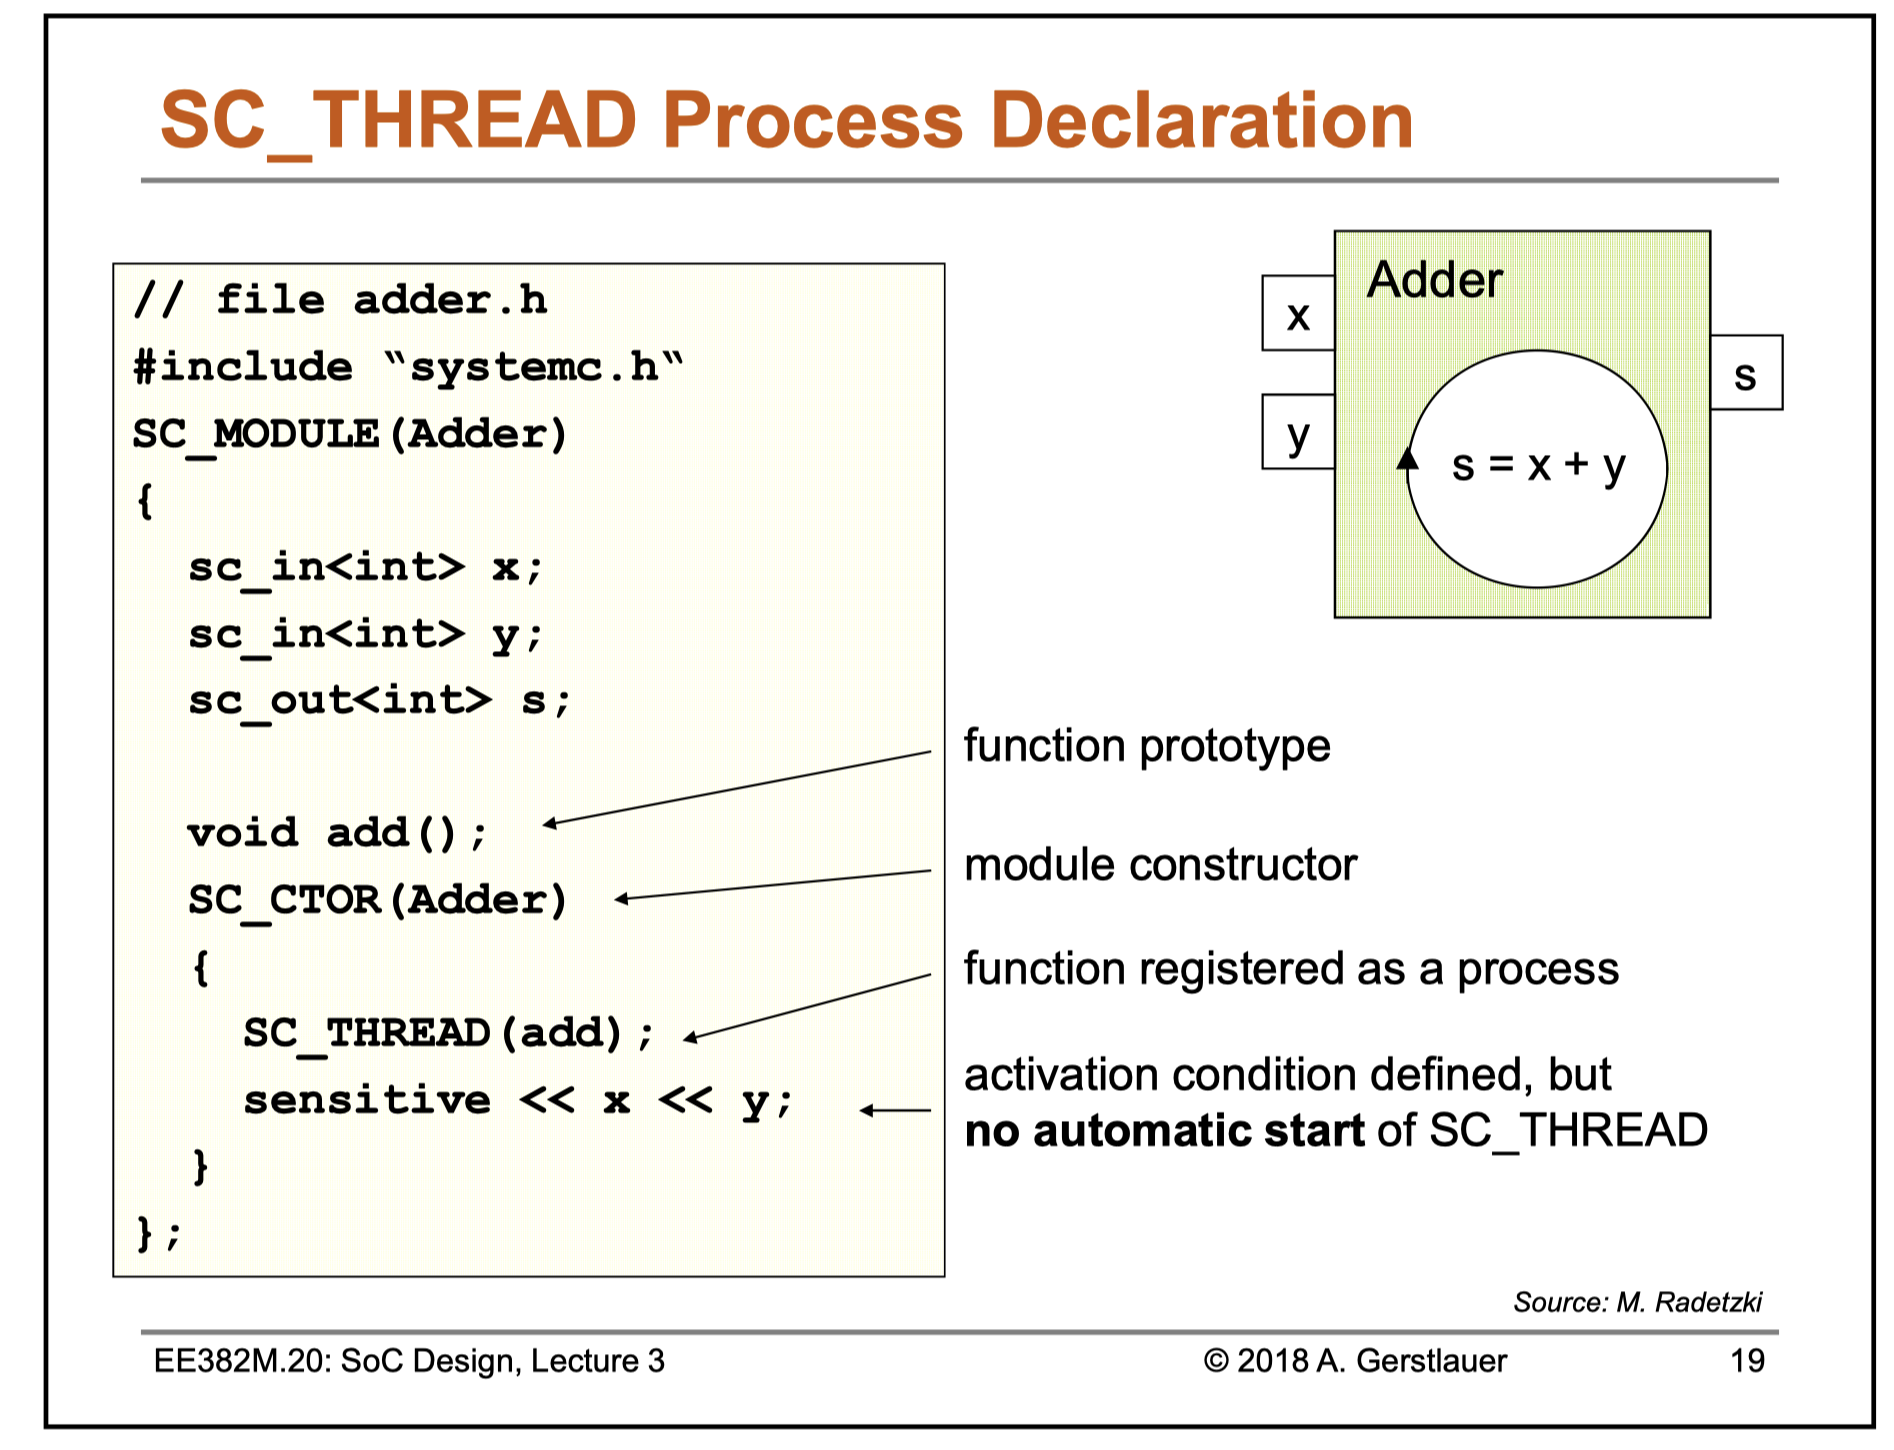 SC_THREAD Process Declaration
// file adder.h
#include “systemc.h“
SC_MODULE(Adder)
{
sc_in<int> x;
sc_in<int> y;
sc_out<int> s;
void add();
SC_CTOR(Adder)
{
SC_THREAD(add);
sensitive << x << y;
}
};
Adder
x
y
s
s = x + y
function prototype
module constructor
function registered as a process
activation condition defined, but
no automatic start of SC_THREAD
Source: M. Radetzki
EE382M.20: SoC Design, Lecture 3
© 2018 A. Gerstlauer
19